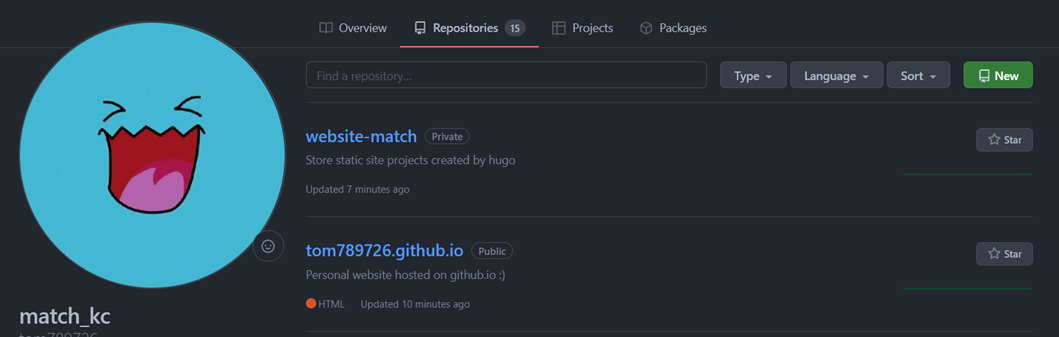 Overview Repositories 15 Projects Packages
Find a repository... Type Language Sort New
website-match Private Star
Store static site projects created by hugo
Updated 7 minutes ago
tom789726.github.io Public Star
Personal website hosted on github.io :)
HTML Updated 10 minutes ago
match_kc
tom789726